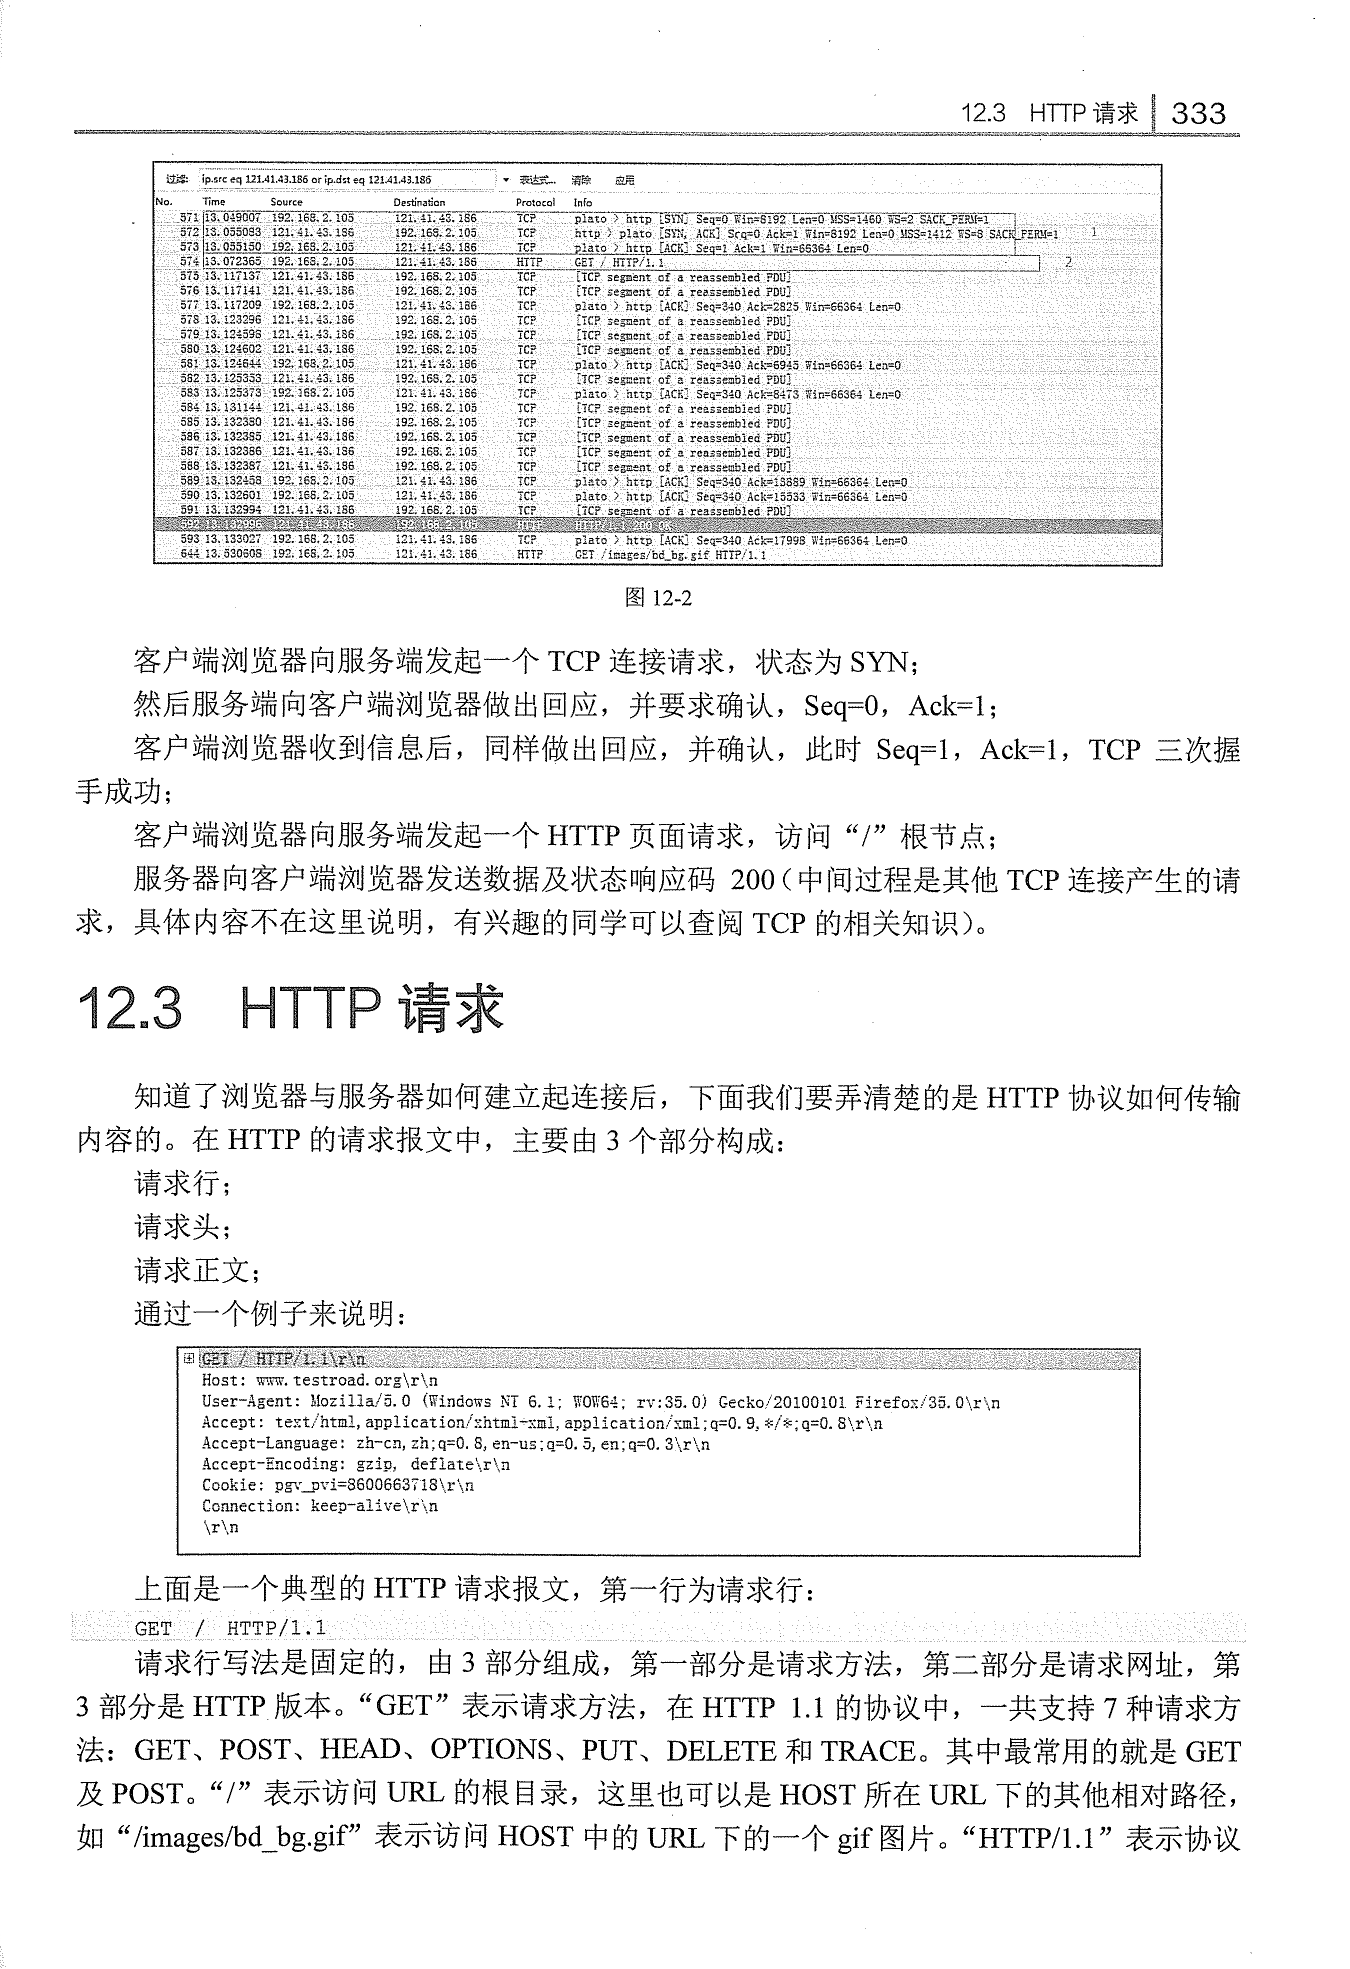 12.3 HTTP 请求 333
过滤: ip.src eq 121.41.43.186 or ip.dst eq 121.41.43.186 表达式… 清除 应用
No. Time Source Destination Protocol Info
571 13.049007 192.168.2.105 121.41.43.186 TCP plato > http [SYN] Seq=0 Win=8192 Len=0 MSS=1460 WS=2 SACK_PERM=1
572 13.055083 121.41.43.186 192.168.2.105 TCP http > plato [SYN, ACK] Seq=0 Ack=1 Win=8192 Len=0 MSS=1412 WS=8 SACK_PERM=1 1
573 13.055150 192.168.2.105 121.41.43.186 TCP plato > http [ACK] Seq=1 Ack=1 Win=66364 Len=0
574 13.072365 192.168.2.105 121.41.43.186 HTTP GET / HTTP/1.1 2
575 13.117137 121.41.43.186 192.168.2.105 TCP [TCP segment of a reassembled PDU]
576 13.117141 121.41.43.186 192.168.2.105 TCP [TCP segment of a reassembled PDU]
577 13.117209 192.168.2.105 121.41.43.186 TCP plato > http [ACK] Seq=340 Ack=2825 Win=66364 Len=0
578 13.123296 121.41.43.186 192.168.2.105 TCP [TCP segment of a reassembled PDU]
579 13.124598 121.41.43.186 192.168.2.105 TCP [TCP segment of a reassembled PDU]
580 13.124602 121.41.43.186 192.168.2.105 TCP [TCP segment of a reassembled PDU]
581 13.124644 192.168.2.105 121.41.43.186 TCP plato > http [ACK] Seq=340 Ack=6945 Win=66364 Len=0
582 13.125353 121.41.43.186 192.168.2.105 TCP [TCP segment of a reassembled PDU]
583 13.125373 192.168.2.105 121.41.43.186 TCP plato > http [ACK] Seq=340 Ack=8473 Win=66364 Len=0
584 13.131144 121.41.43.186 192.168.2.105 TCP [TCP segment of a reassembled PDU]
585 13.132380 121.41.43.186 192.168.2.105 TCP [TCP segment of a reassembled PDU]
586 13.132385 121.41.43.186 192.168.2.105 TCP [TCP segment of a reassembled PDU]
587 13.132386 121.41.43.186 192.168.2.105 TCP [TCP segment of a reassembled PDU]
588 13.132387 121.41.43.186 192.168.2.105 TCP [TCP segment of a reassembled PDU]
589 13.132458 192.168.2.105 121.41.43.186 TCP plato > http [ACK] Seq=340 Ack=13889 Win=66364 Len=0
590 13.132601 192.168.2.105 121.41.43.186 TCP plato > http [ACK] Seq=340 Ack=15533 Win=66364 Len=0
591 13.132994 121.41.43.186 192.168.2.105 TCP [TCP segment of a reassembled PDU]
592 13.132996 121.41.43.186 192.168.2.105 HTTP HTTP/1.1 200 OK
593 13.133027 192.168.2.105 121.41.43.186 TCP plato > http [ACK] Seq=340 Ack=17998 Win=66364 Len=0
644 13.530608 192.168.2.105 121.41.43.186 HTTP GET /images/bd_bg.gif HTTP/1.1
图 12-2
客户端浏览器向服务端发起一个 TCP 连接请求，状态为 SYN；
然后服务端向客户端浏览器做出回应，并要求确认，Seq=0，Ack=1；
客户端浏览器收到信息后，同样做出回应，并确认，此时 Seq=1，Ack=1，TCP 三次握
手成功；
客户端浏览器向服务端发起一个 HTTP 页面请求，访问“/”根节点；
服务器向客户端浏览器发送数据及状态响应码 200（中间过程是其他 TCP 连接产生的请
求，具体内容不在这里说明，有兴趣的同学可以查阅 TCP 的相关知识）。
12.3 HTTP 请求
知道了浏览器与服务器如何建立起连接后，下面我们要弄清楚的是 HTTP 协议如何传输
内容的。在 HTTP 的请求报文中，主要由 3 个部分构成：
请求行；
请求头；
请求正文；
通过一个例子来说明：
GET / HTTP/1.1\r\n
Host: www.testroad.org\r\n
User-Agent: Mozilla/5.0 (Windows NT 6.1; WOW64; rv:35.0) Gecko/20100101 Firefox/35.0\r\n
Accept: text/html,application/xhtml+xml,application/xml;q=0.9,*/*;q=0.8\r\n
Accept-Language: zh-cn,zh;q=0.8,en-us;q=0.5,en;q=0.3\r\n
Accept-Encoding: gzip, deflate\r\n
Cookie: pgv_pvi=8600663718\r\n
Connection: keep-alive\r\n
\r\n
上面是一个典型的 HTTP 请求报文，第一行为请求行：
GET / HTTP/1.1
请求行写法是固定的，由 3 部分组成，第一部分是请求方法，第二部分是请求网址，第
3 部分是 HTTP 版本。“GET”表示请求方法，在 HTTP 1.1 的协议中，一共支持 7 种请求方
法：GET、POST、HEAD、OPTIONS、PUT、DELETE 和 TRACE。其中最常用的就是 GET
及 POST。“/”表示访问 URL 的根目录，这里也可以是 HOST 所在 URL 下的其他相对路径，
如“/images/bd_bg.gif”表示访问 HOST 中的 URL 下的一个 gif 图片。“HTTP/1.1”表示协议